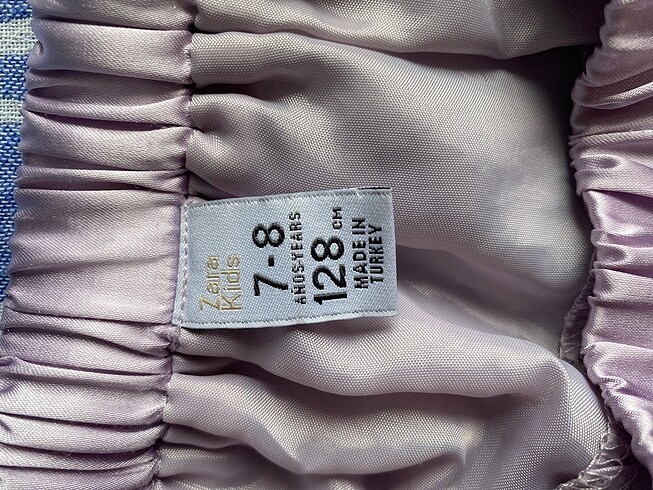 Zara
Kids
7-8
AÑOS-YEARS
128 CM
MADE IN
TURKEY